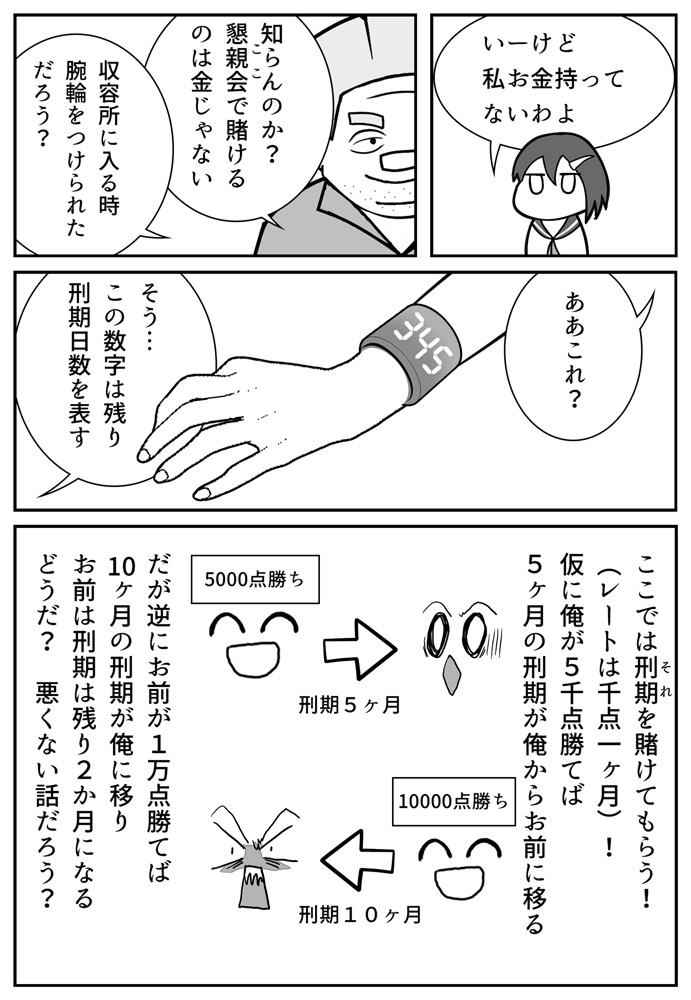 いーけど
私お金持って
ないわよ
知らんのか？
懇親会で賭ける
ここ
のは金じゃない
収容所に入る時
腕輪をつけられた
だろう？
ああこれ？
345
そう…
この数字は残り
刑期日数を表す
ここでは刑期を賭けてもらう！
それ
（レートは千点一ヶ月）！
仮に俺が５千点勝てば
５ヶ月の刑期が俺からお前に移る
5000点勝ち
刑期５ヶ月
10000点勝ち
刑期１０ヶ月
だが逆にお前が１万点勝てば
10ヶ月の刑期が俺に移り
お前は刑期は残り２か月になる
どうだ？　悪くない話だろう？